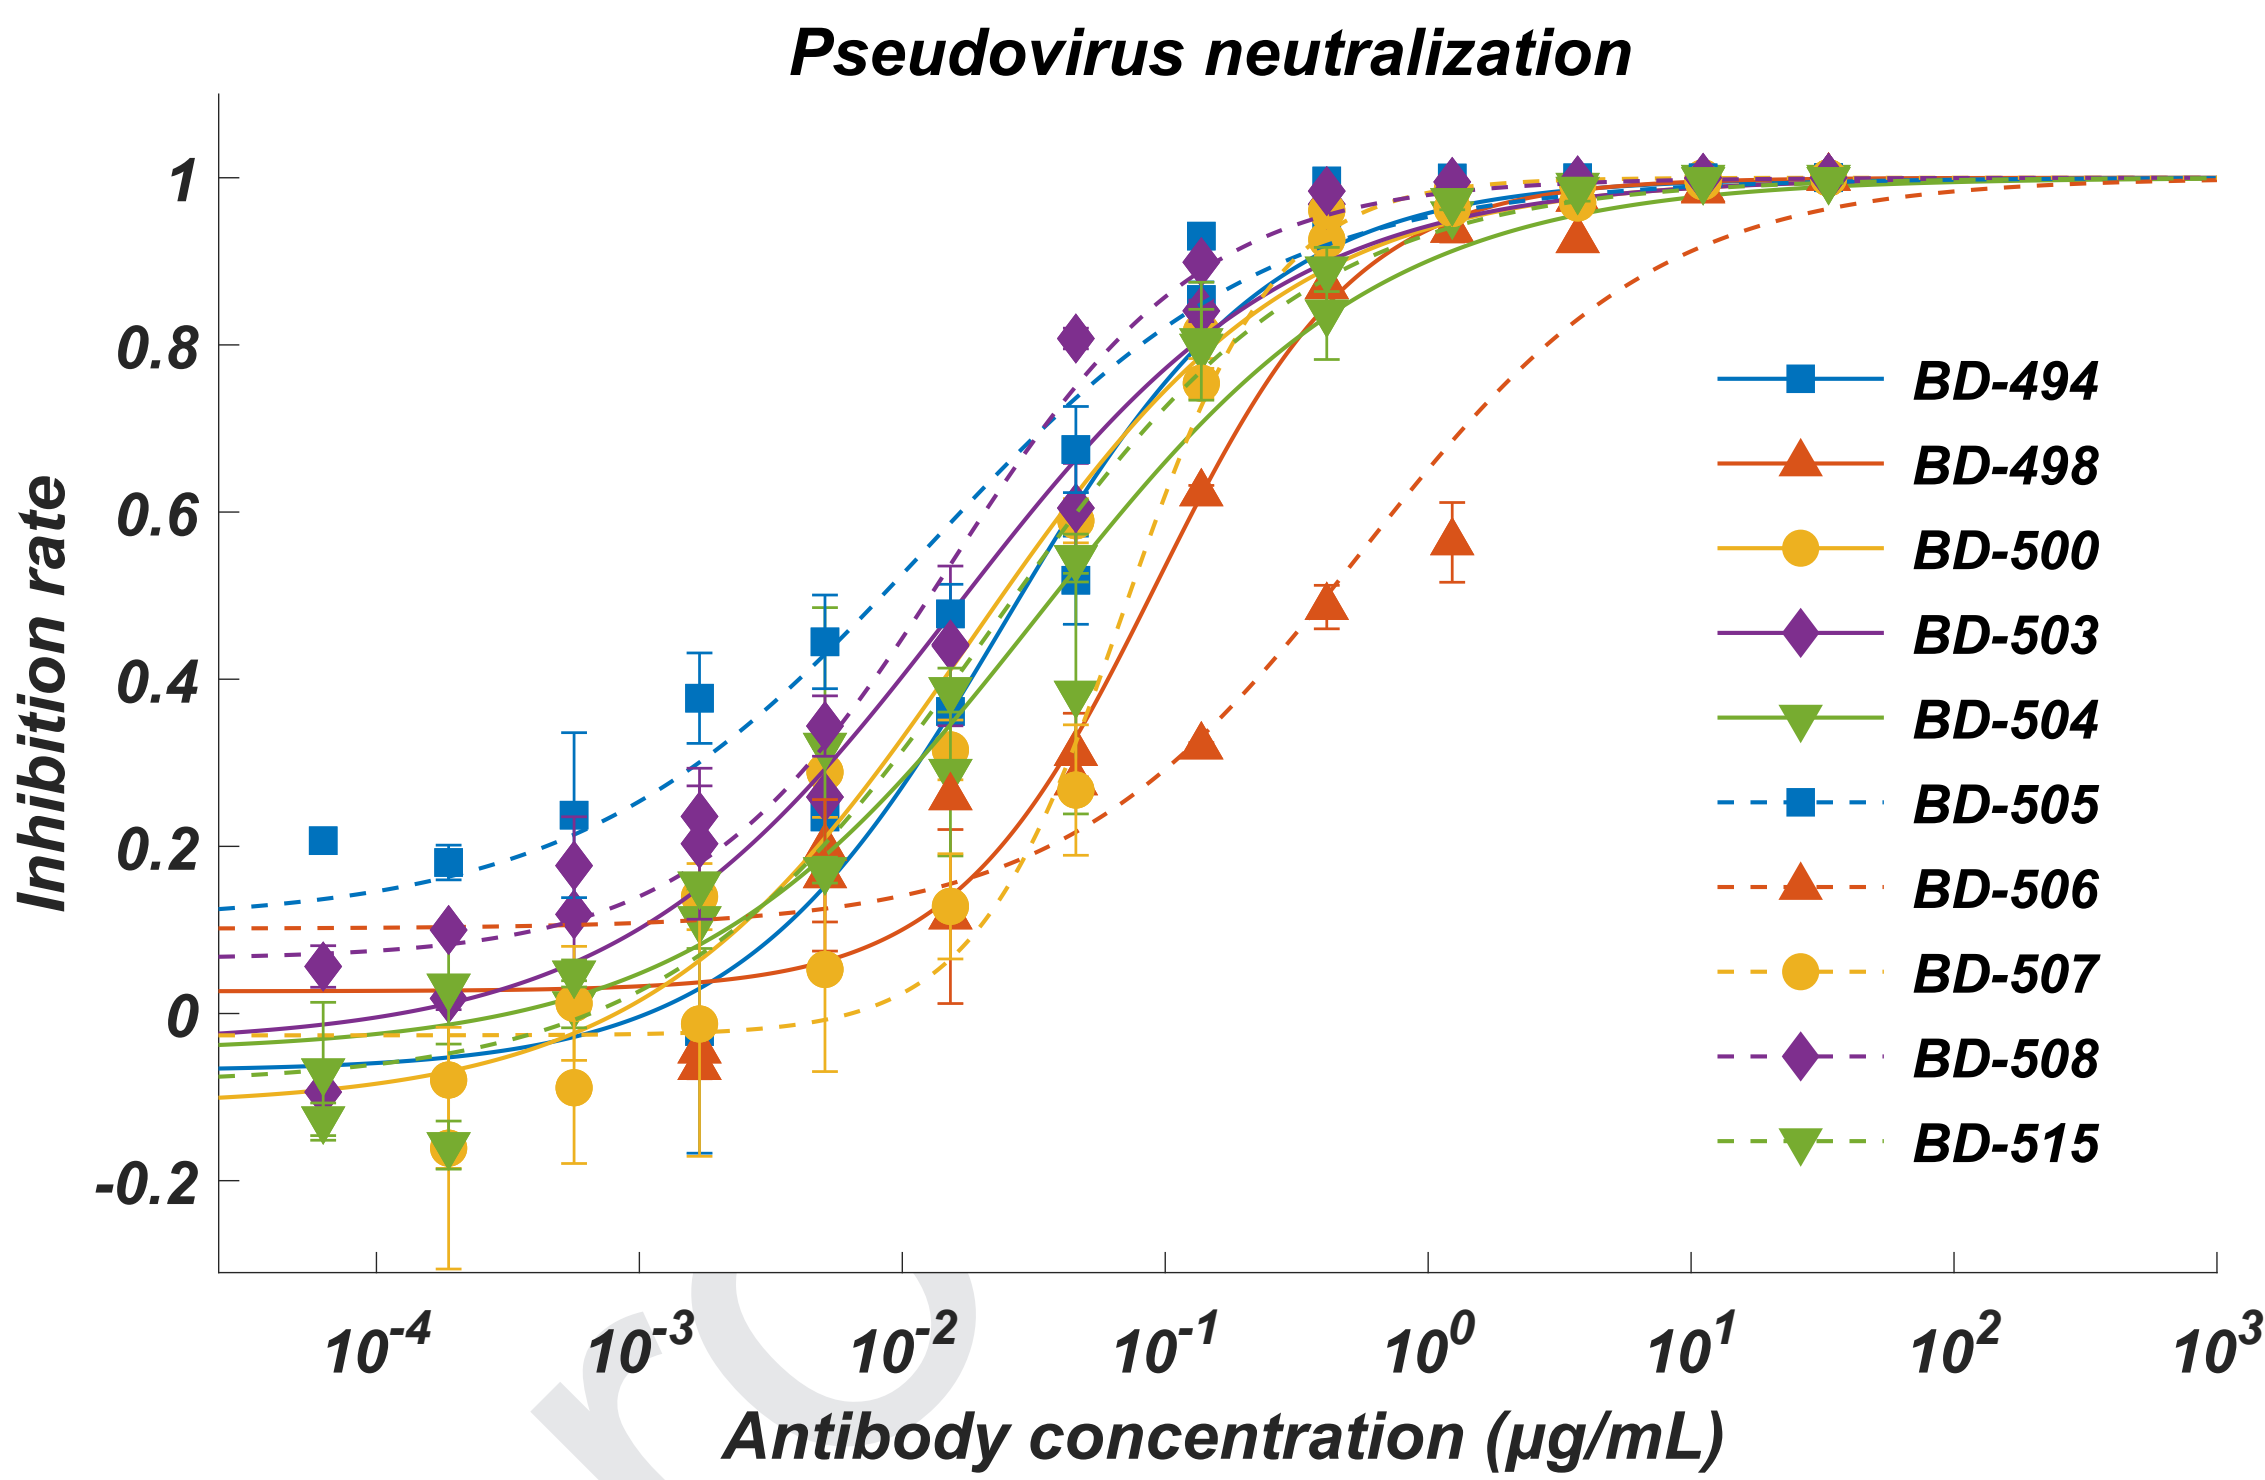 Pseudovirus neutralization
Inhibition rate
1
0.8
0.6
0.4
0.2
0
-0.2
BD-494
BD-498
BD-500
BD-503
BD-504
BD-505
BD-506
BD-507
BD-508
BD-515
10⁻⁴ 10⁻³ 10⁻² 10⁻¹ 10⁰ 10¹ 10² 10³
Antibody concentration (µg/mL)
ro